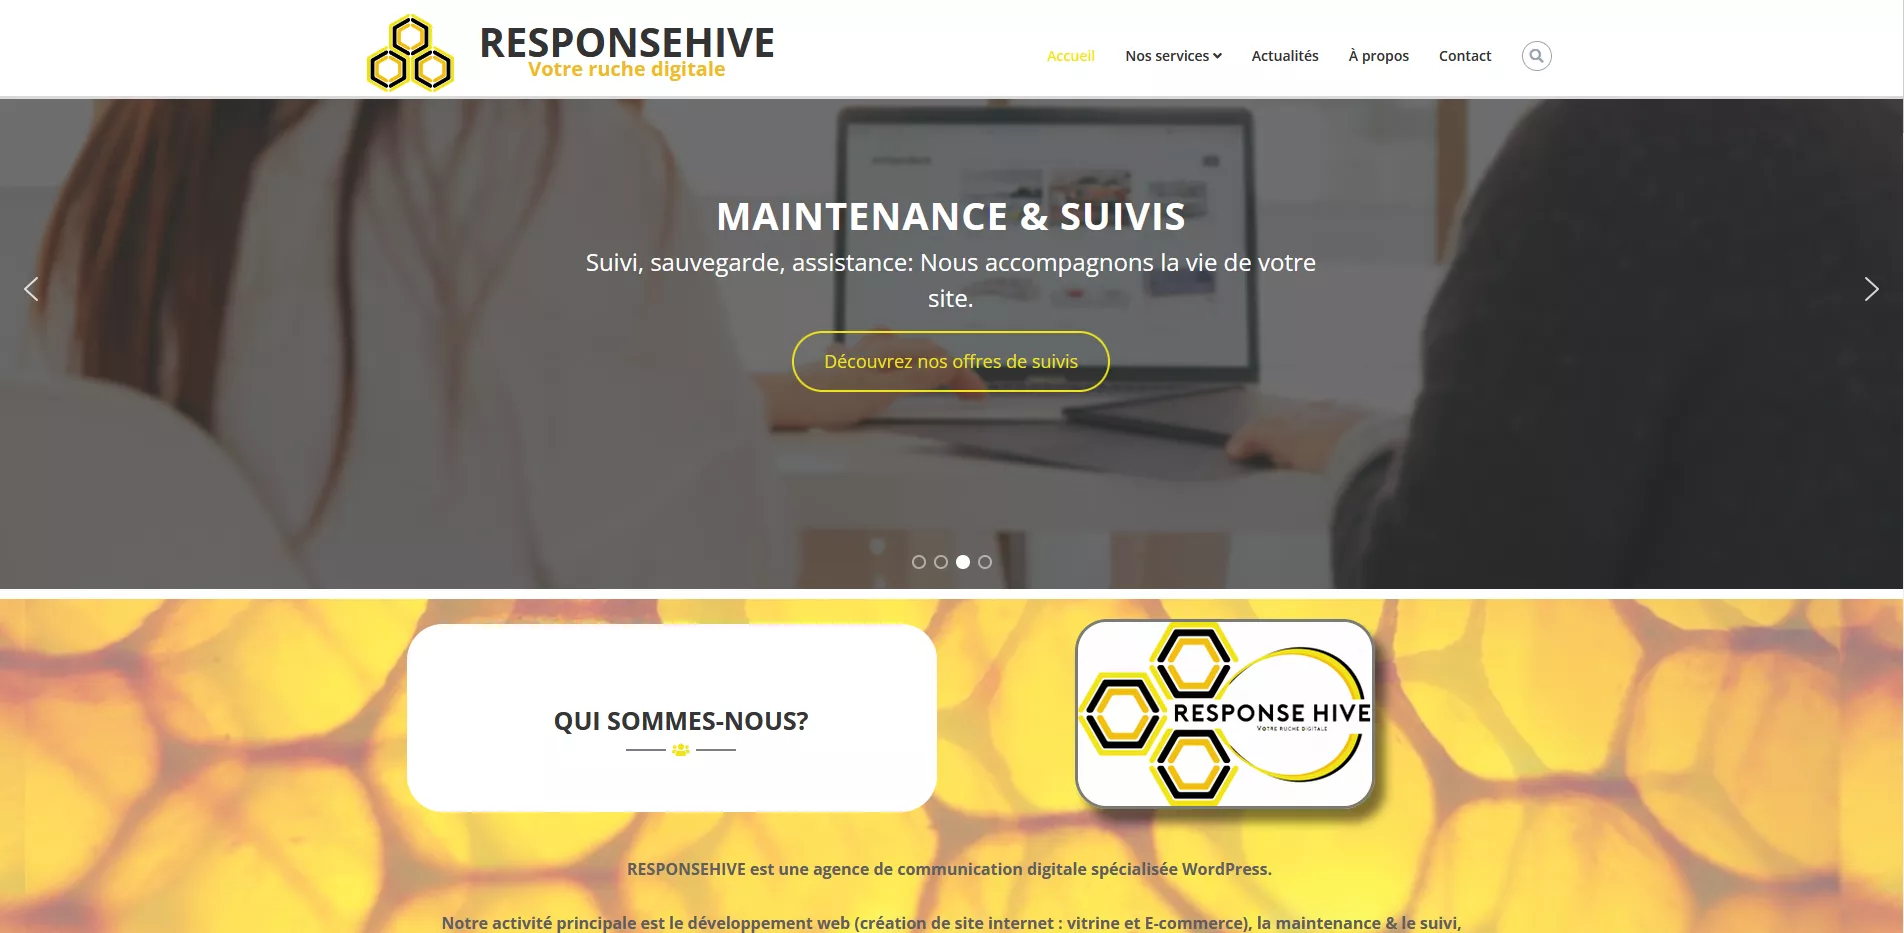 RESPONSEHIVE
Votre ruche digitale
Accueil
Nos services
Actualités
À propos
Contact
MAINTENANCE & SUIVIS
Suivi, sauvegarde, assistance: Nous accompagnons la vie de votre
site.
Découvrez nos offres de suivis
QUI SOMMES-NOUS?
RESPONSE HIVE
VOTRE RUCHE DIGITALE
RESPONSEHIVE est une agence de communication digitale spécialisée WordPress.
Notre activité principale est le développement web (création de site internet : vitrine et E-commerce), la maintenance & le suivi,